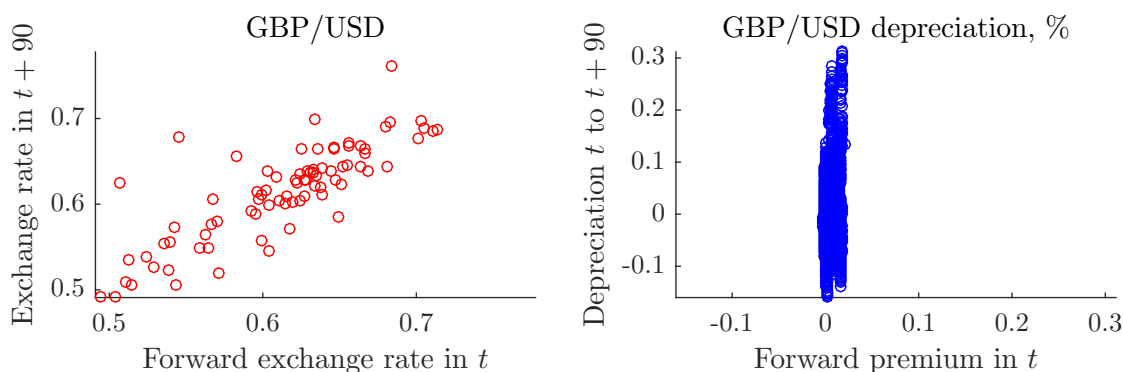 GBP/USD
Exchange rate in t + 90
0.7
0.6
0.5
0.5 0.6 0.7
Forward exchange rate in t
GBP/USD depreciation, %
Depreciation t to t + 90
0.3
0.2
0.1
0
-0.1
-0.1 0 0.1 0.2 0.3
Forward premium in t